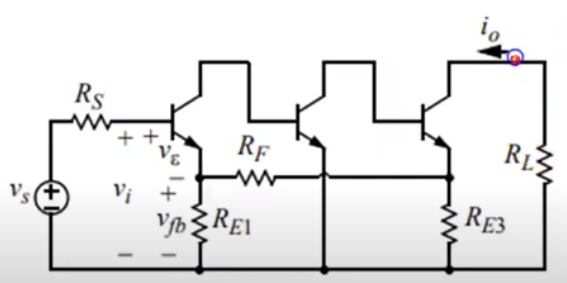 i_o
R_S
+ +
v_ε
R_F
R_L
−
v_s
+
−
v_i
+
v_fb
R_E1
R_E3
− −